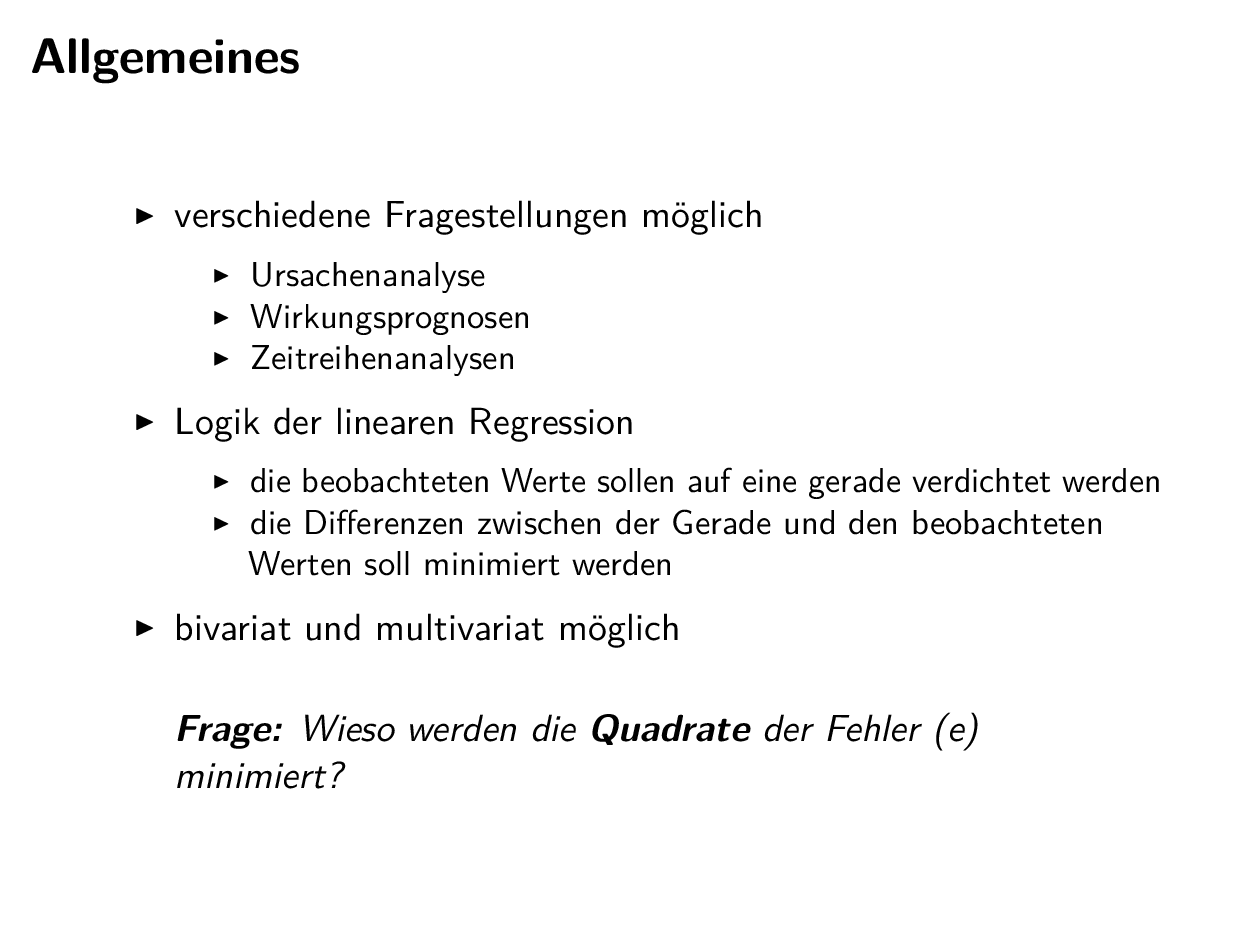 Allgemeines
▶ verschiedene Fragestellungen möglich
▶ Ursachenanalyse
▶ Wirkungsprognosen
▶ Zeitreihenanalysen
▶ Logik der linearen Regression
▶ die beobachteten Werte sollen auf eine gerade verdichtet werden
▶ die Differenzen zwischen der Gerade und den beobachteten
Werten soll minimiert werden
▶ bivariat und multivariat möglich
Frage: Wieso werden die Quadrate der Fehler (e)
minimiert?